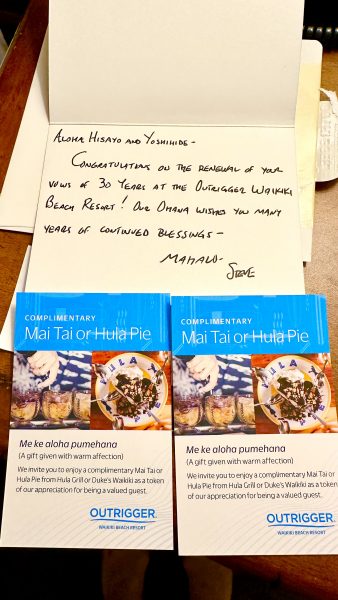 ALOHA HISAYO AND YOSHIHIDE -
CONGRATULATIONS ON THE RENEWAL OF YOUR
VOWS OF 30 YEARS AT THE OUTRIGGER WAIKIKI
BEACH RESORT! OUR OHANA WISHES YOU MANY
YEARS OF CONTINUED BLESSINGS -
MAHALO -
STEVE
COMPLIMENTARY
Mai Tai or Hula Pie
HULA
Me ke aloha pumehana
(A gift given with warm affection)
We invite you to enjoy a complimentary Mai Tai or
Hula Pie from Hula Grill or Duke's Waikiki as a token
of our appreciation for being a valued guest.
OUTRIGGER
WAIKIKI BEACH RESORT
COMPLIMENTARY
Mai Tai or Hula Pie
HULA
Me ke aloha pumehana
(A gift given with warm affection)
We invite you to enjoy a complimentary Mai Tai or
Hula Pie from Hula Grill or Duke's Waikiki as a token
of our appreciation for being a valued guest.
OUTRIGGER
WAIKIKI BEACH RESORT